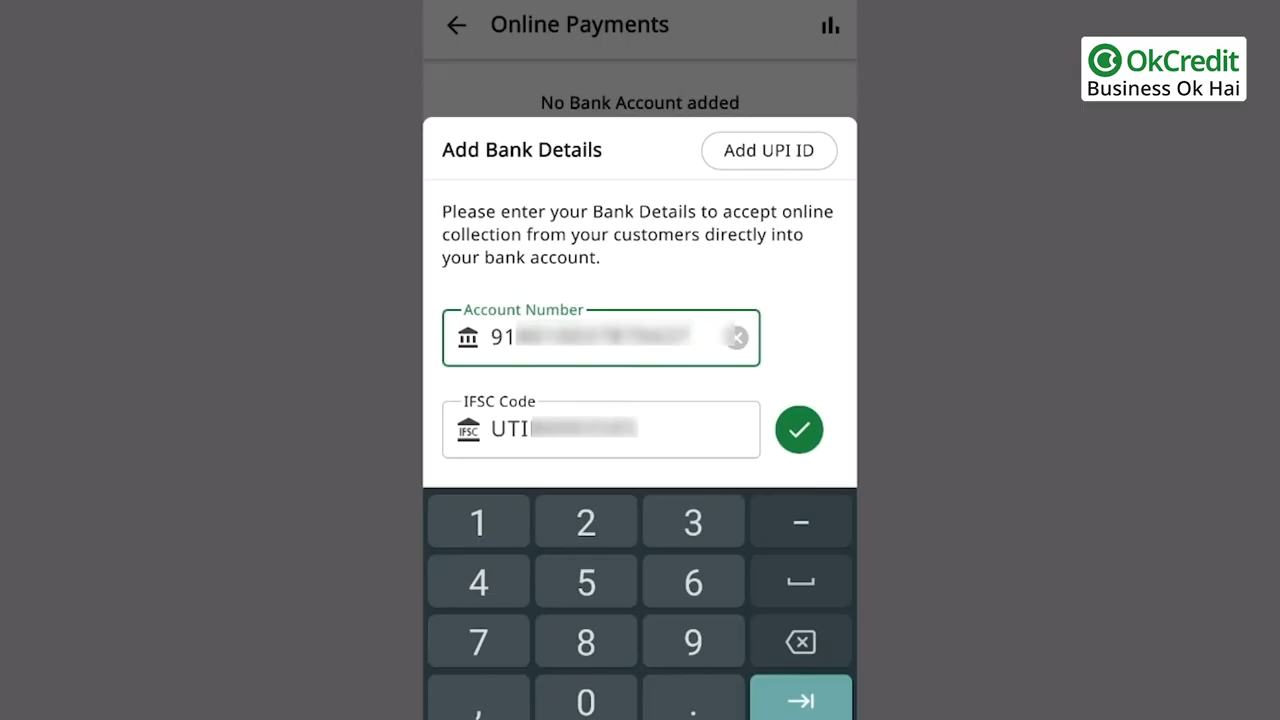 Online Payments
OkCredit
Business Ok Hai
No Bank Account added
Add Bank Details
Add UPI ID
Please enter your Bank Details to accept online
collection from your customers directly into
your bank account.
Account Number
91
IFSC Code
IFSC
UTI
1 2 3 -
4 5 6
7 8 9
, 0 .